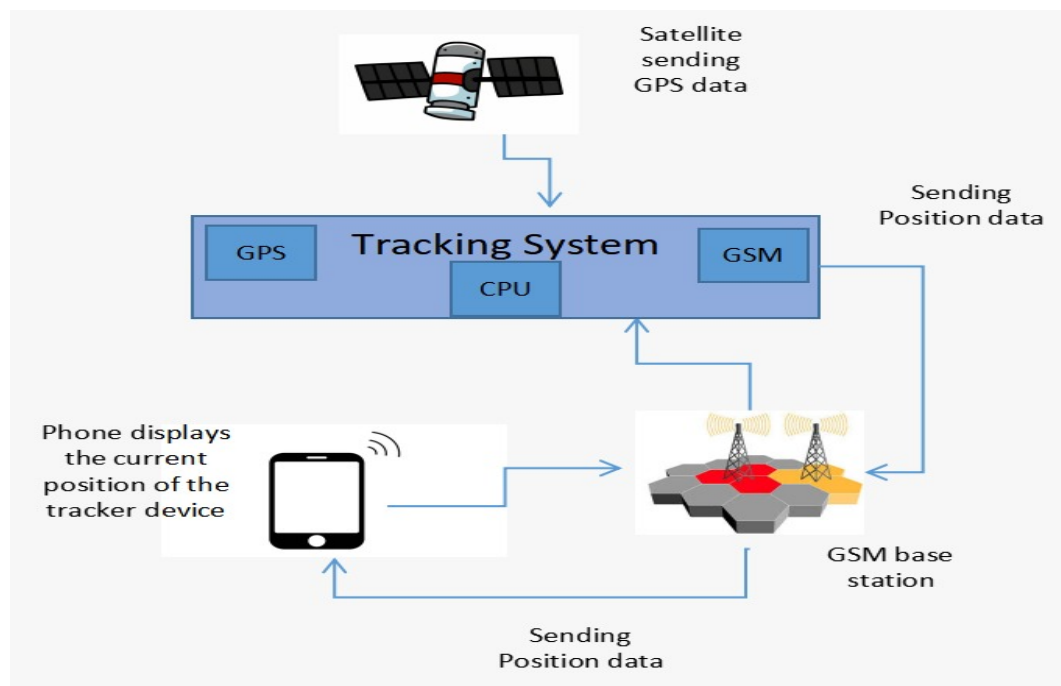 Satellite
sending
GPS data
Sending
Position data
GPS
Tracking System
GSM
CPU
Phone displays
the current
position of the
tracker device
GSM base
station
Sending
Position data